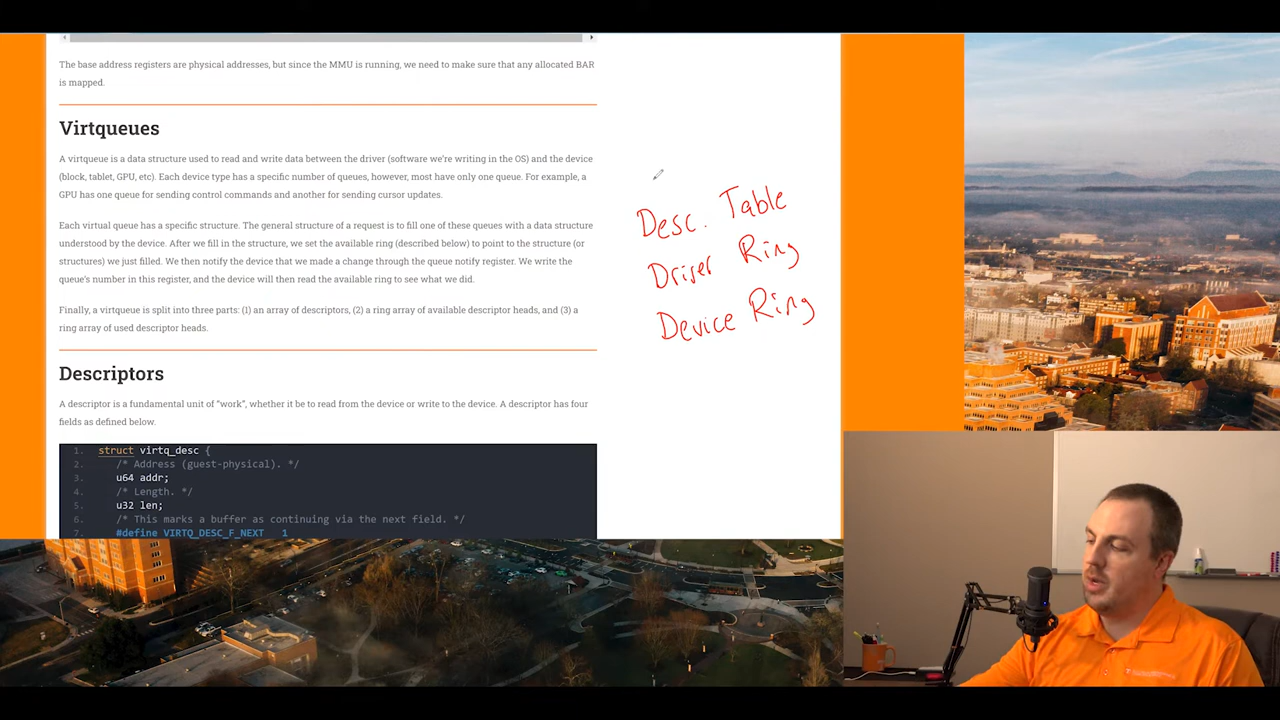 The base address registers are physical addresses, but since the MMU is running, we need to make sure that any allocated BAR
is mapped.
Virtqueues
A virtqueue is a data structure used to read and write data between the driver (software we're writing in the OS) and the device
(block, tablet, GPU, etc). Each device type has a specific number of queues, however, most have only one queue. For example, a
GPU has one queue for sending control commands and another for sending cursor updates.
Each virtual queue has a specific structure. The general structure of a request is to fill one of these queues with a data structure
understood by the device. After we fill in the structure, we set the available ring (described below) to point to the structure (or
structures) we just filled. We then notify the device that we made a change through the queue notify register. We write the
queue's number in this register, and the device will then read the available ring to see what we did.
Finally, a virtqueue is split into three parts: (1) an array of descriptors, (2) a ring array of available descriptor heads, and (3) a
ring array of used descriptor heads.
Desc. Table
Driver Ring
Device Ring
Descriptors
A descriptor is a fundamental unit of "work", whether it be to read from the device or write to the device. A descriptor has four
fields as defined below.
1. struct virtq_desc {
2. /* Address (guest-physical). */
3. u64 addr;
4. /* Length. */
5. u32 len;
6. /* This marks a buffer as continuing via the next field. */
7. #define VIRTQ_DESC_F_NEXT 1